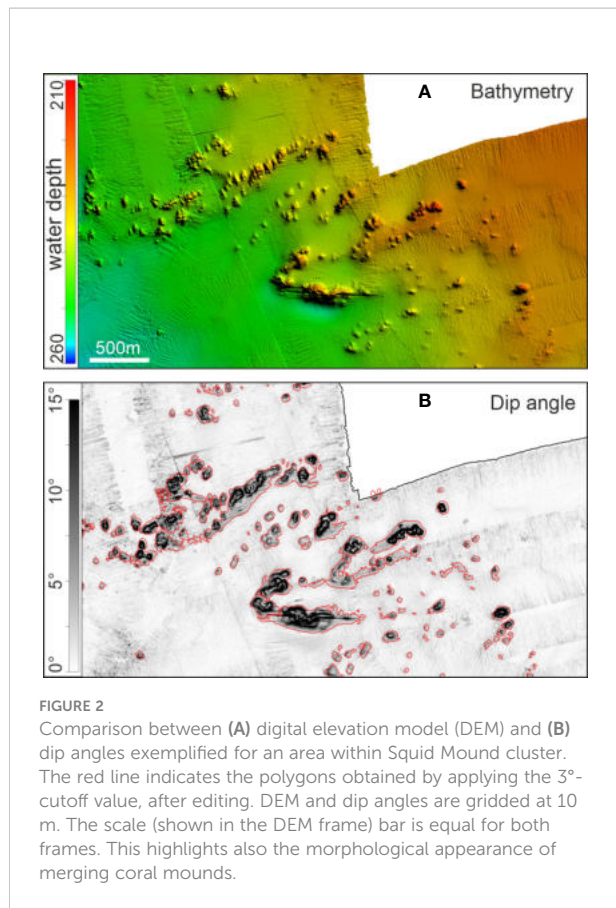 A
Bathymetry
210
water depth
260
500m
B
Dip angle
15°
10°
5°
0°
FIGURE 2
Comparison between (A) digital elevation model (DEM) and (B)
dip angles exemplified for an area within Squid Mound cluster.
The red line indicates the polygons obtained by applying the 3°-
cutoff value, after editing. DEM and dip angles are gridded at 10
m. The scale (shown in the DEM frame) bar is equal for both
frames. This highlights also the morphological appearance of
merging coral mounds.